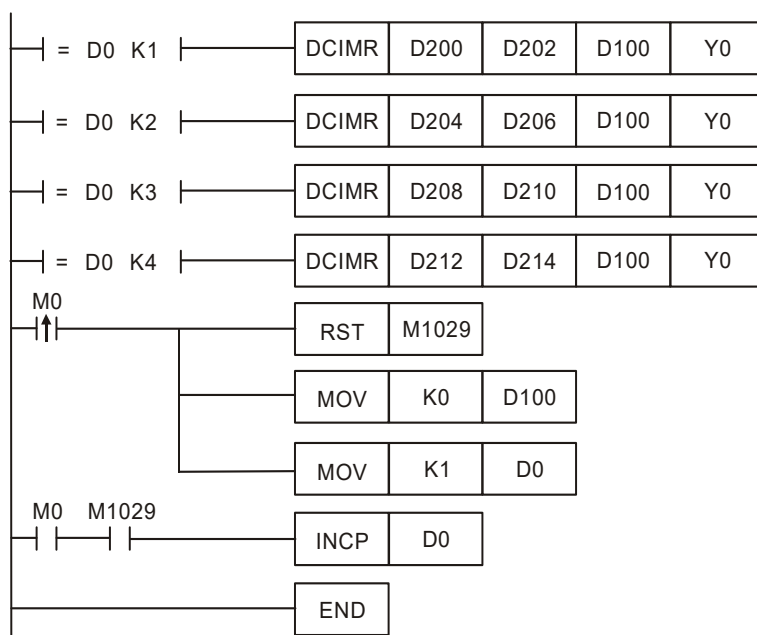 = D0 K1 DCIMR D200 D202 D100 Y0
= D0 K2 DCIMR D204 D206 D100 Y0
= D0 K3 DCIMR D208 D210 D100 Y0
= D0 K4 DCIMR D212 D214 D100 Y0
M0
RST M1029
MOV K0 D100
MOV K1 D0
M0 M1029
INCP D0
END